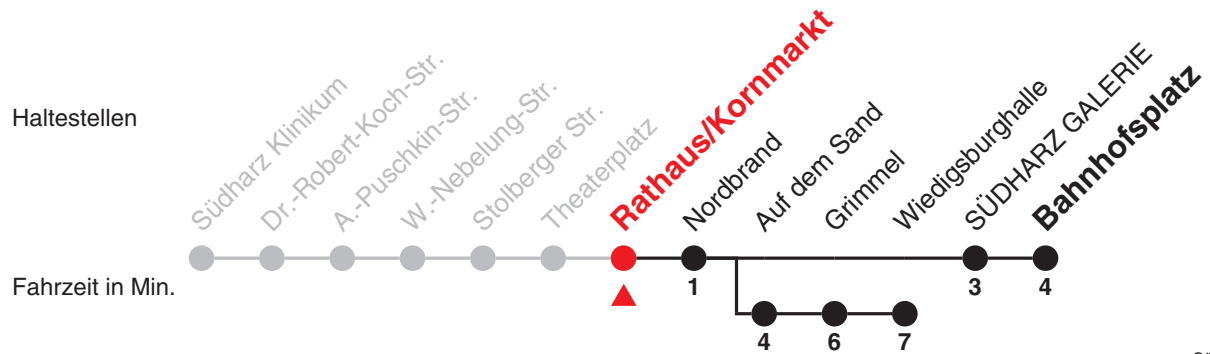 Haltestellen
Südharz Klinikum
Dr.-Robert-Koch-Str.
A.-Puschkin-Str.
W.-Nebelung-Str.
Stolberger Str.
Theaterplatz
Rathaus/Kornmarkt
Nordbrand
Auf dem Sand
Grimmel
Wiedigsburghalle
SÜDHARZ GALERIE
Bahnhofsplatz
Fahrzeit in Min.
1 3 4
4 6 7